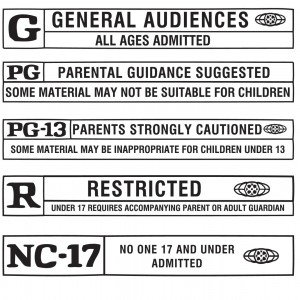 G GENERAL AUDIENCES
ALL AGES ADMITTED
PG PARENTAL GUIDANCE SUGGESTED
SOME MATERIAL MAY NOT BE SUITABLE FOR CHILDREN
PG-13 PARENTS STRONGLY CAUTIONED
SOME MATERIAL MAY BE INAPPROPRIATE FOR CHILDREN UNDER 13
R RESTRICTED
UNDER 17 REQUIRES ACCOMPANYING PARENT OR ADULT GUARDIAN
NC-17 NO ONE 17 AND UNDER
ADMITTED